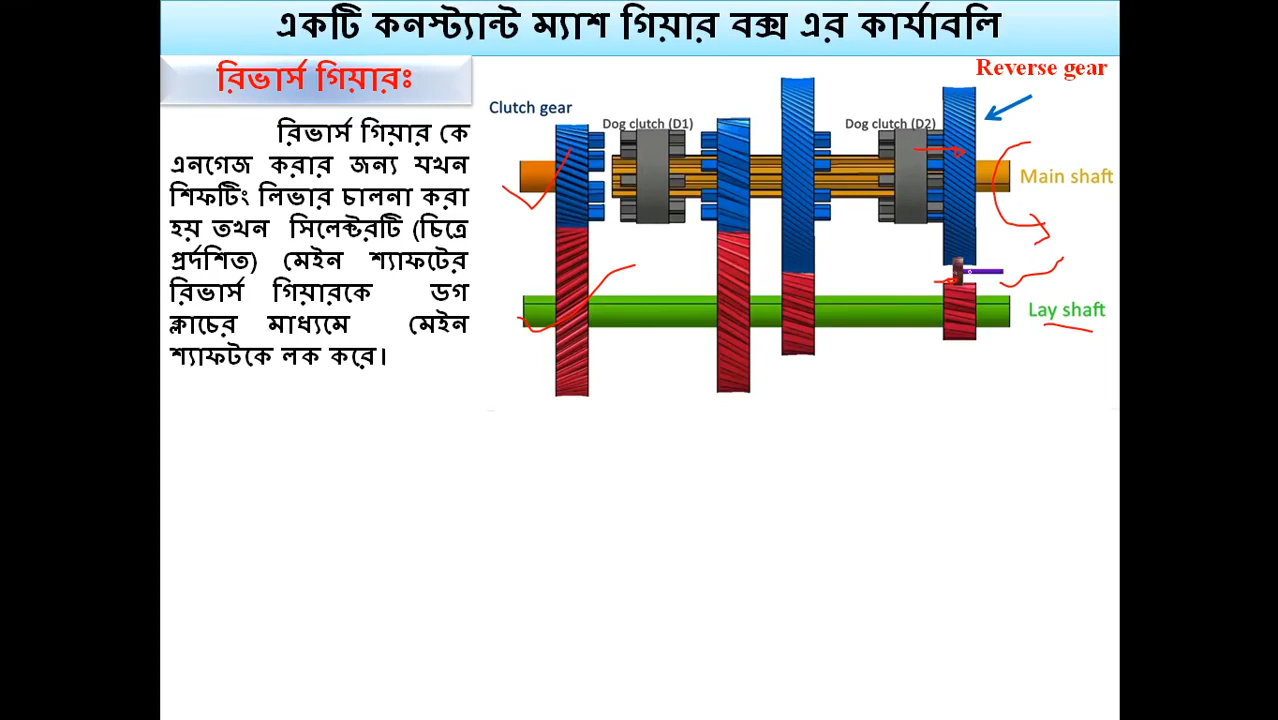 একটি কনস্ট্যান্ট ম্যাশ গিয়ার বক্স এর কার্যাবলি
রিভার্স গিয়ারঃ
রিভার্স গিয়ার কে
এনগেজ করার জন্য যখন
শিফটিং লিভার চালনা করা
হয় তখন সিলেক্টরটি (চিত্রে
প্রর্দশিত) মেইন শ্যাফটের
রিভার্স গিয়ারকে ডগ
ক্লাচের মাধ্যমে মেইন
শ্যাফটকে লক করে।
Reverse gear
Clutch gear
Dog clutch (D1)
Dog clutch (D2)
Main shaft
Lay shaft